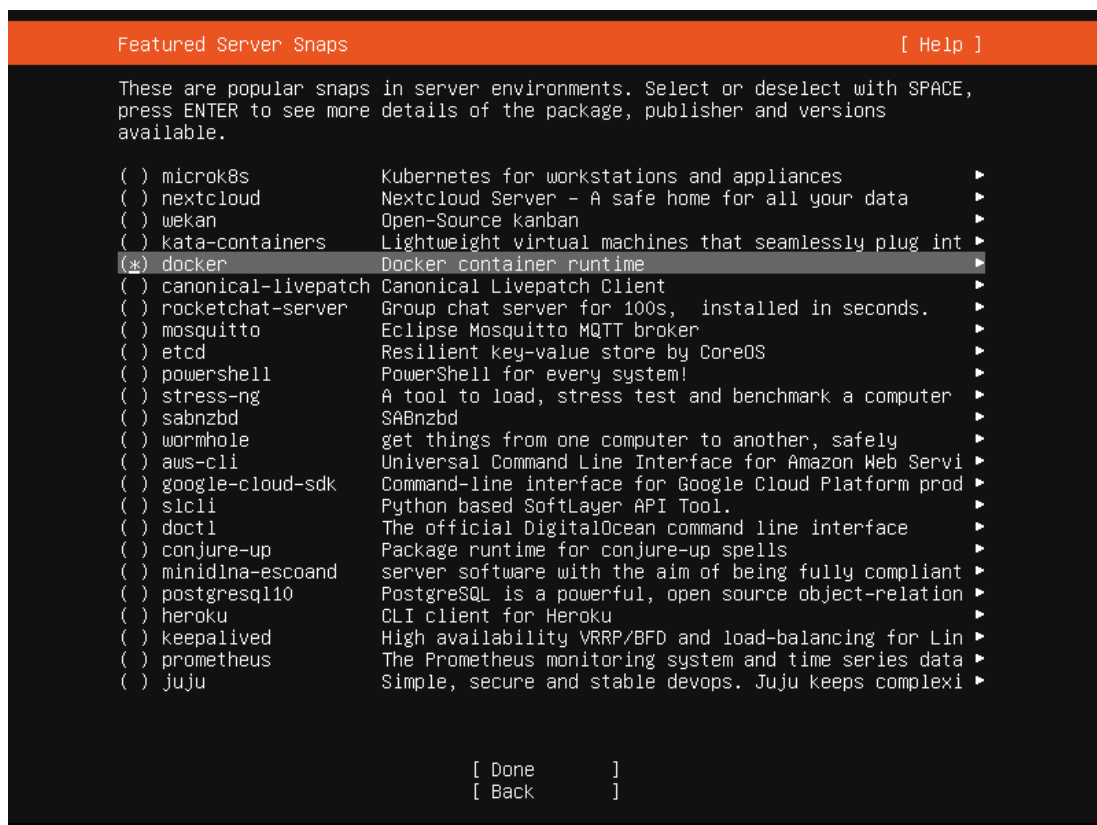 Featured Server Snaps [ Help ]
These are popular snaps in server environments. Select or deselect with SPACE,
press ENTER to see more details of the package, publisher and versions
available.
( ) microk8s Kubernetes for workstations and appliances ►
( ) nextcloud Nextcloud Server - A safe home for all your data ►
( ) wekan Open-Source kanban ►
( ) kata-containers Lightweight virtual machines that seamlessly plug int ►
(*) docker Docker container runtime ►
( ) canonical-livepatch Canonical Livepatch Client ►
( ) rocketchat-server Group chat server for 100s, installed in seconds. ►
( ) mosquitto Eclipse Mosquitto MQTT broker ►
( ) etcd Resilient key-value store by CoreOS ►
( ) powershell PowerShell for every system! ►
( ) stress-ng A tool to load, stress test and benchmark a computer ►
( ) sabnzbd SABnzbd ►
( ) wormhole get things from one computer to another, safely ►
( ) aws-cli Universal Command Line Interface for Amazon Web Servi ►
( ) google-cloud-sdk Command-line interface for Google Cloud Platform prod ►
( ) slcli Python based SoftLayer API Tool. ►
( ) doctl The official DigitalOcean command line interface ►
( ) conjure-up Package runtime for conjure-up spells ►
( ) minidlna-escoand server software with the aim of being fully compliant ►
( ) postgresql10 PostgreSQL is a powerful, open source object-relation ►
( ) heroku CLI client for Heroku ►
( ) keepalived High availability VRRP/BFD and load-balancing for Lin ►
( ) prometheus The Prometheus monitoring system and time series data ►
( ) juju Simple, secure and stable devops. Juju keeps complexi ►
[ Done ]
[ Back ]